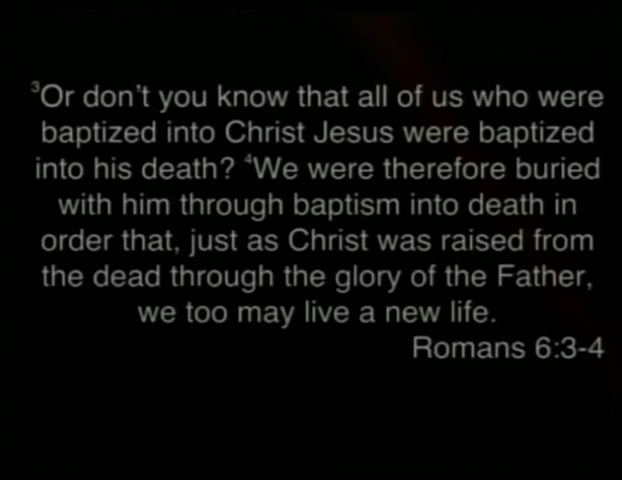 ³Or don't you know that all of us who were
baptized into Christ Jesus were baptized
into his death? ⁴We were therefore buried
with him through baptism into death in
order that, just as Christ was raised from
the dead through the glory of the Father,
we too may live a new life.
Romans 6:3-4